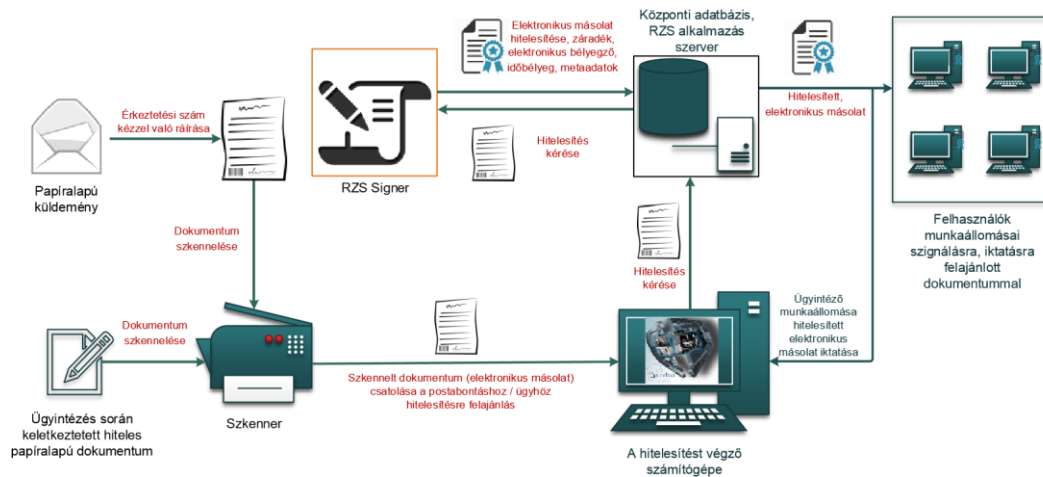 Elektronikus másolat
hitelesítése, záradék,
elektronikus bélyegző,
időbélyeg, metaadatok
Központi adatbázis,
RZS alkalmazás
szerver
Érkeztetési szám
kézzel való ráírása
Hitelesített,
elektronikus másolat
Hitelesítés
kérése
Papíralapú
küldemény
RZS Signer
Felhasználók
munkaállomásai
szignálásra, iktatásra
felajánlott
dokumentummal
Dokumentum
szkennelése
Hitelesítés
kérése
Ügyintéző
munkaállomása
hitelesített
elektronikus
másolat iktatása
Dokumentum
szkennelése
Szkennelt dokumentum (elektronikus másolat)
csatolása a postabontáshoz / ügyhöz
hitelesítésre felajánlás
Ügyintézés során
keletkeztetett hiteles
papíralapú dokumentum
Szkenner
A hitelesítést végző
számítógépe